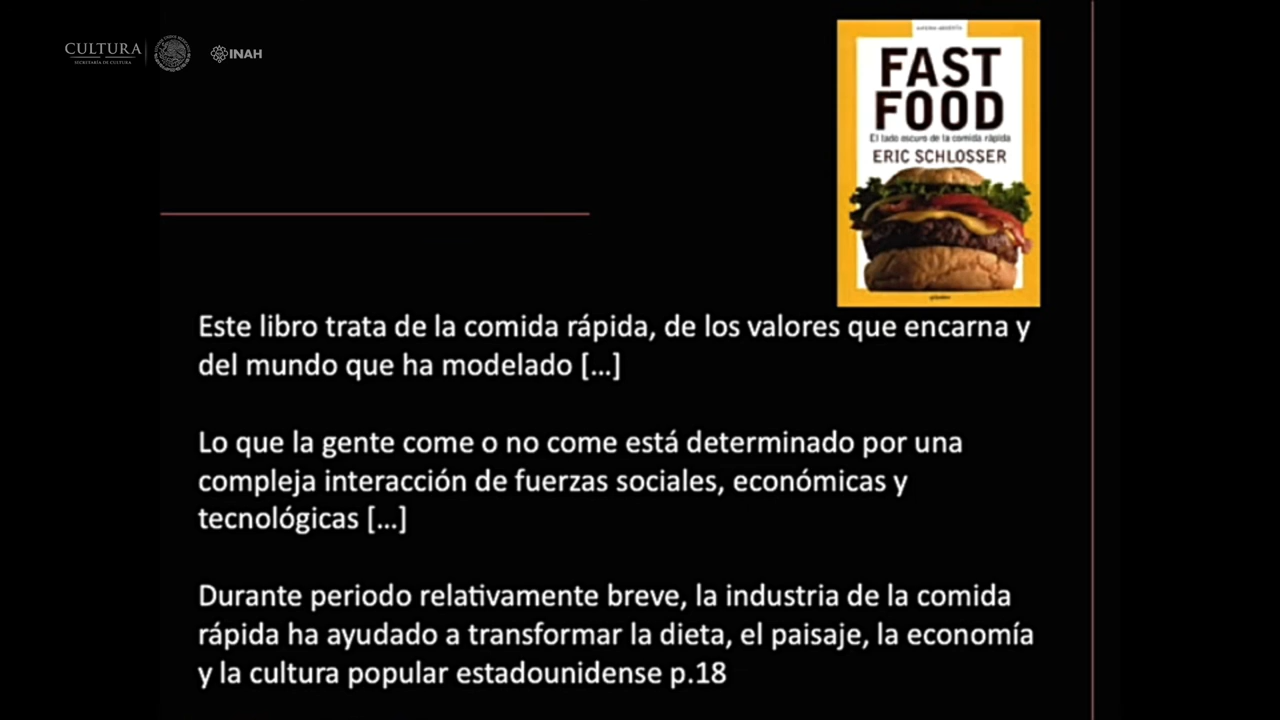 CULTURA
SECRETARÍA DE CULTURA
INAH
FAST
FOOD
El lado oscuro de la comida rápida
ERIC SCHLOSSER
Este libro trata de la comida rápida, de los valores que encarna y
del mundo que ha modelado [...]
Lo que la gente come o no come está determinado por una
compleja interacción de fuerzas sociales, económicas y
tecnológicas [...]
Durante periodo relativamente breve, la industria de la comida
rápida ha ayudado a transformar la dieta, el paisaje, la economía
y la cultura popular estadounidense p.18